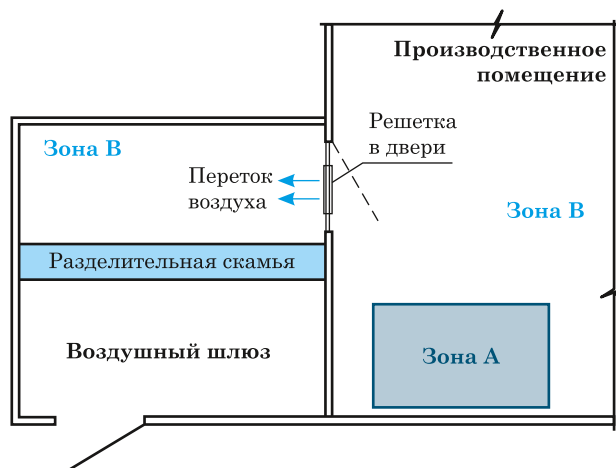 Производственное
помещение
Зона В
Решетка
в двери
Переток
воздуха
Зона В
Разделительная скамья
Воздушный шлюз
Зона А